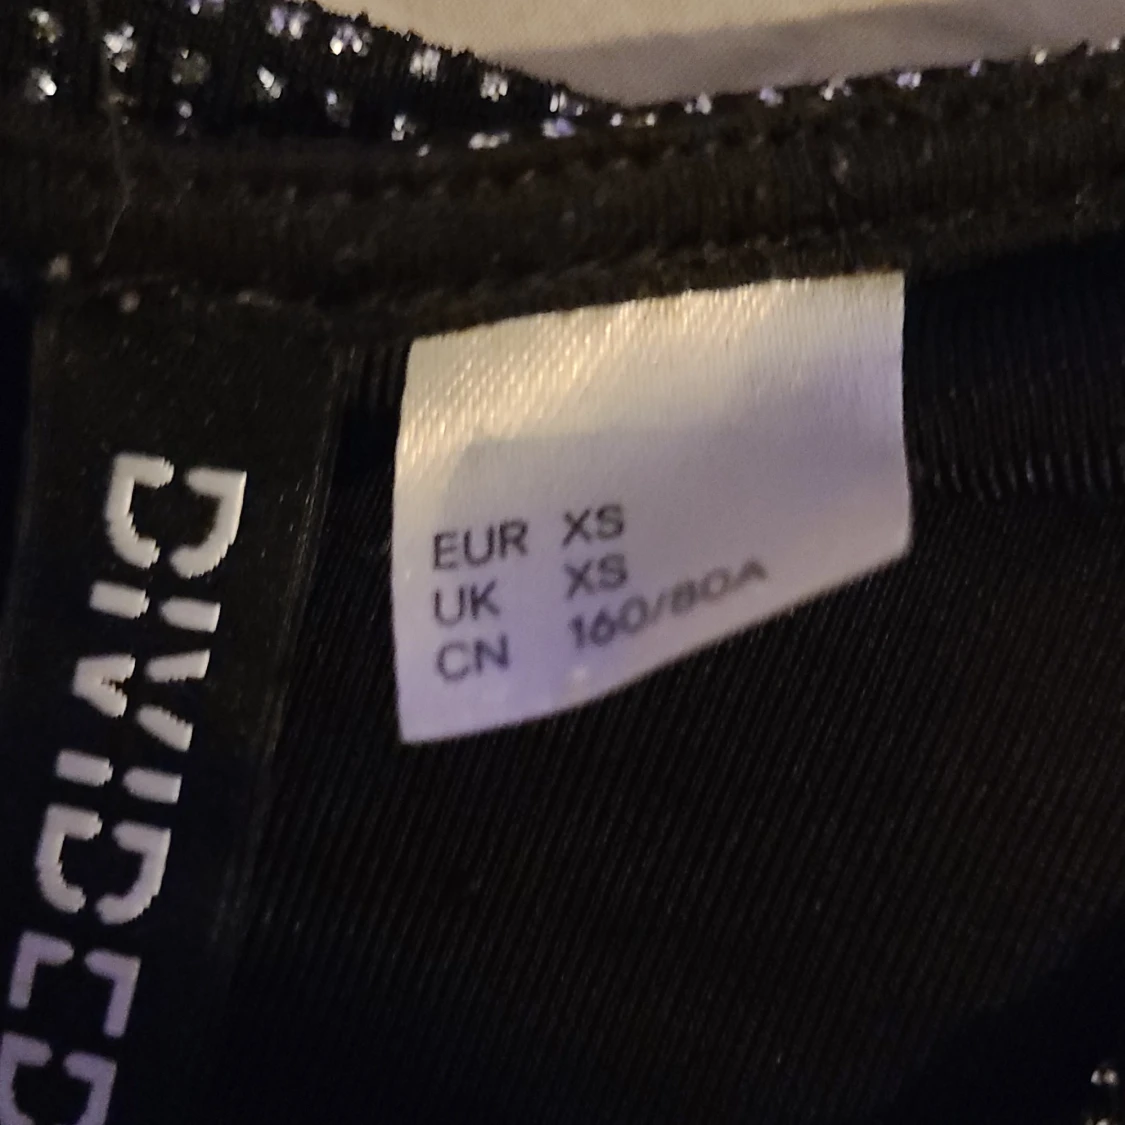 EUR XS
UK XS
CN 160/80A
DIVIDED